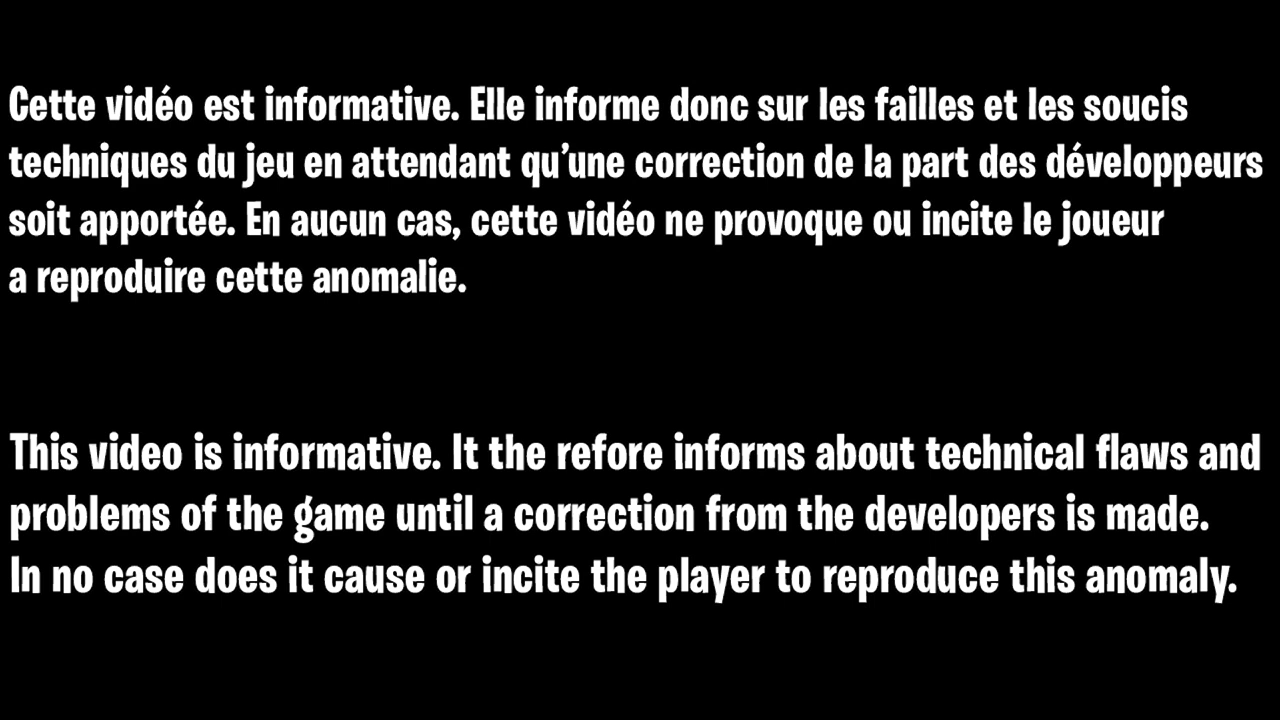 Cette vidéo est informative. Elle informe donc sur les failles et les soucis
techniques du jeu en attendant qu'une correction de la part des développeurs
soit apportée. En aucun cas, cette vidéo ne provoque ou incite le joueur
a reproduire cette anomalie.
This video is informative. It the refore informs about technical flaws and
problems of the game until a correction from the developers is made.
In no case does it cause or incite the player to reproduce this anomaly.